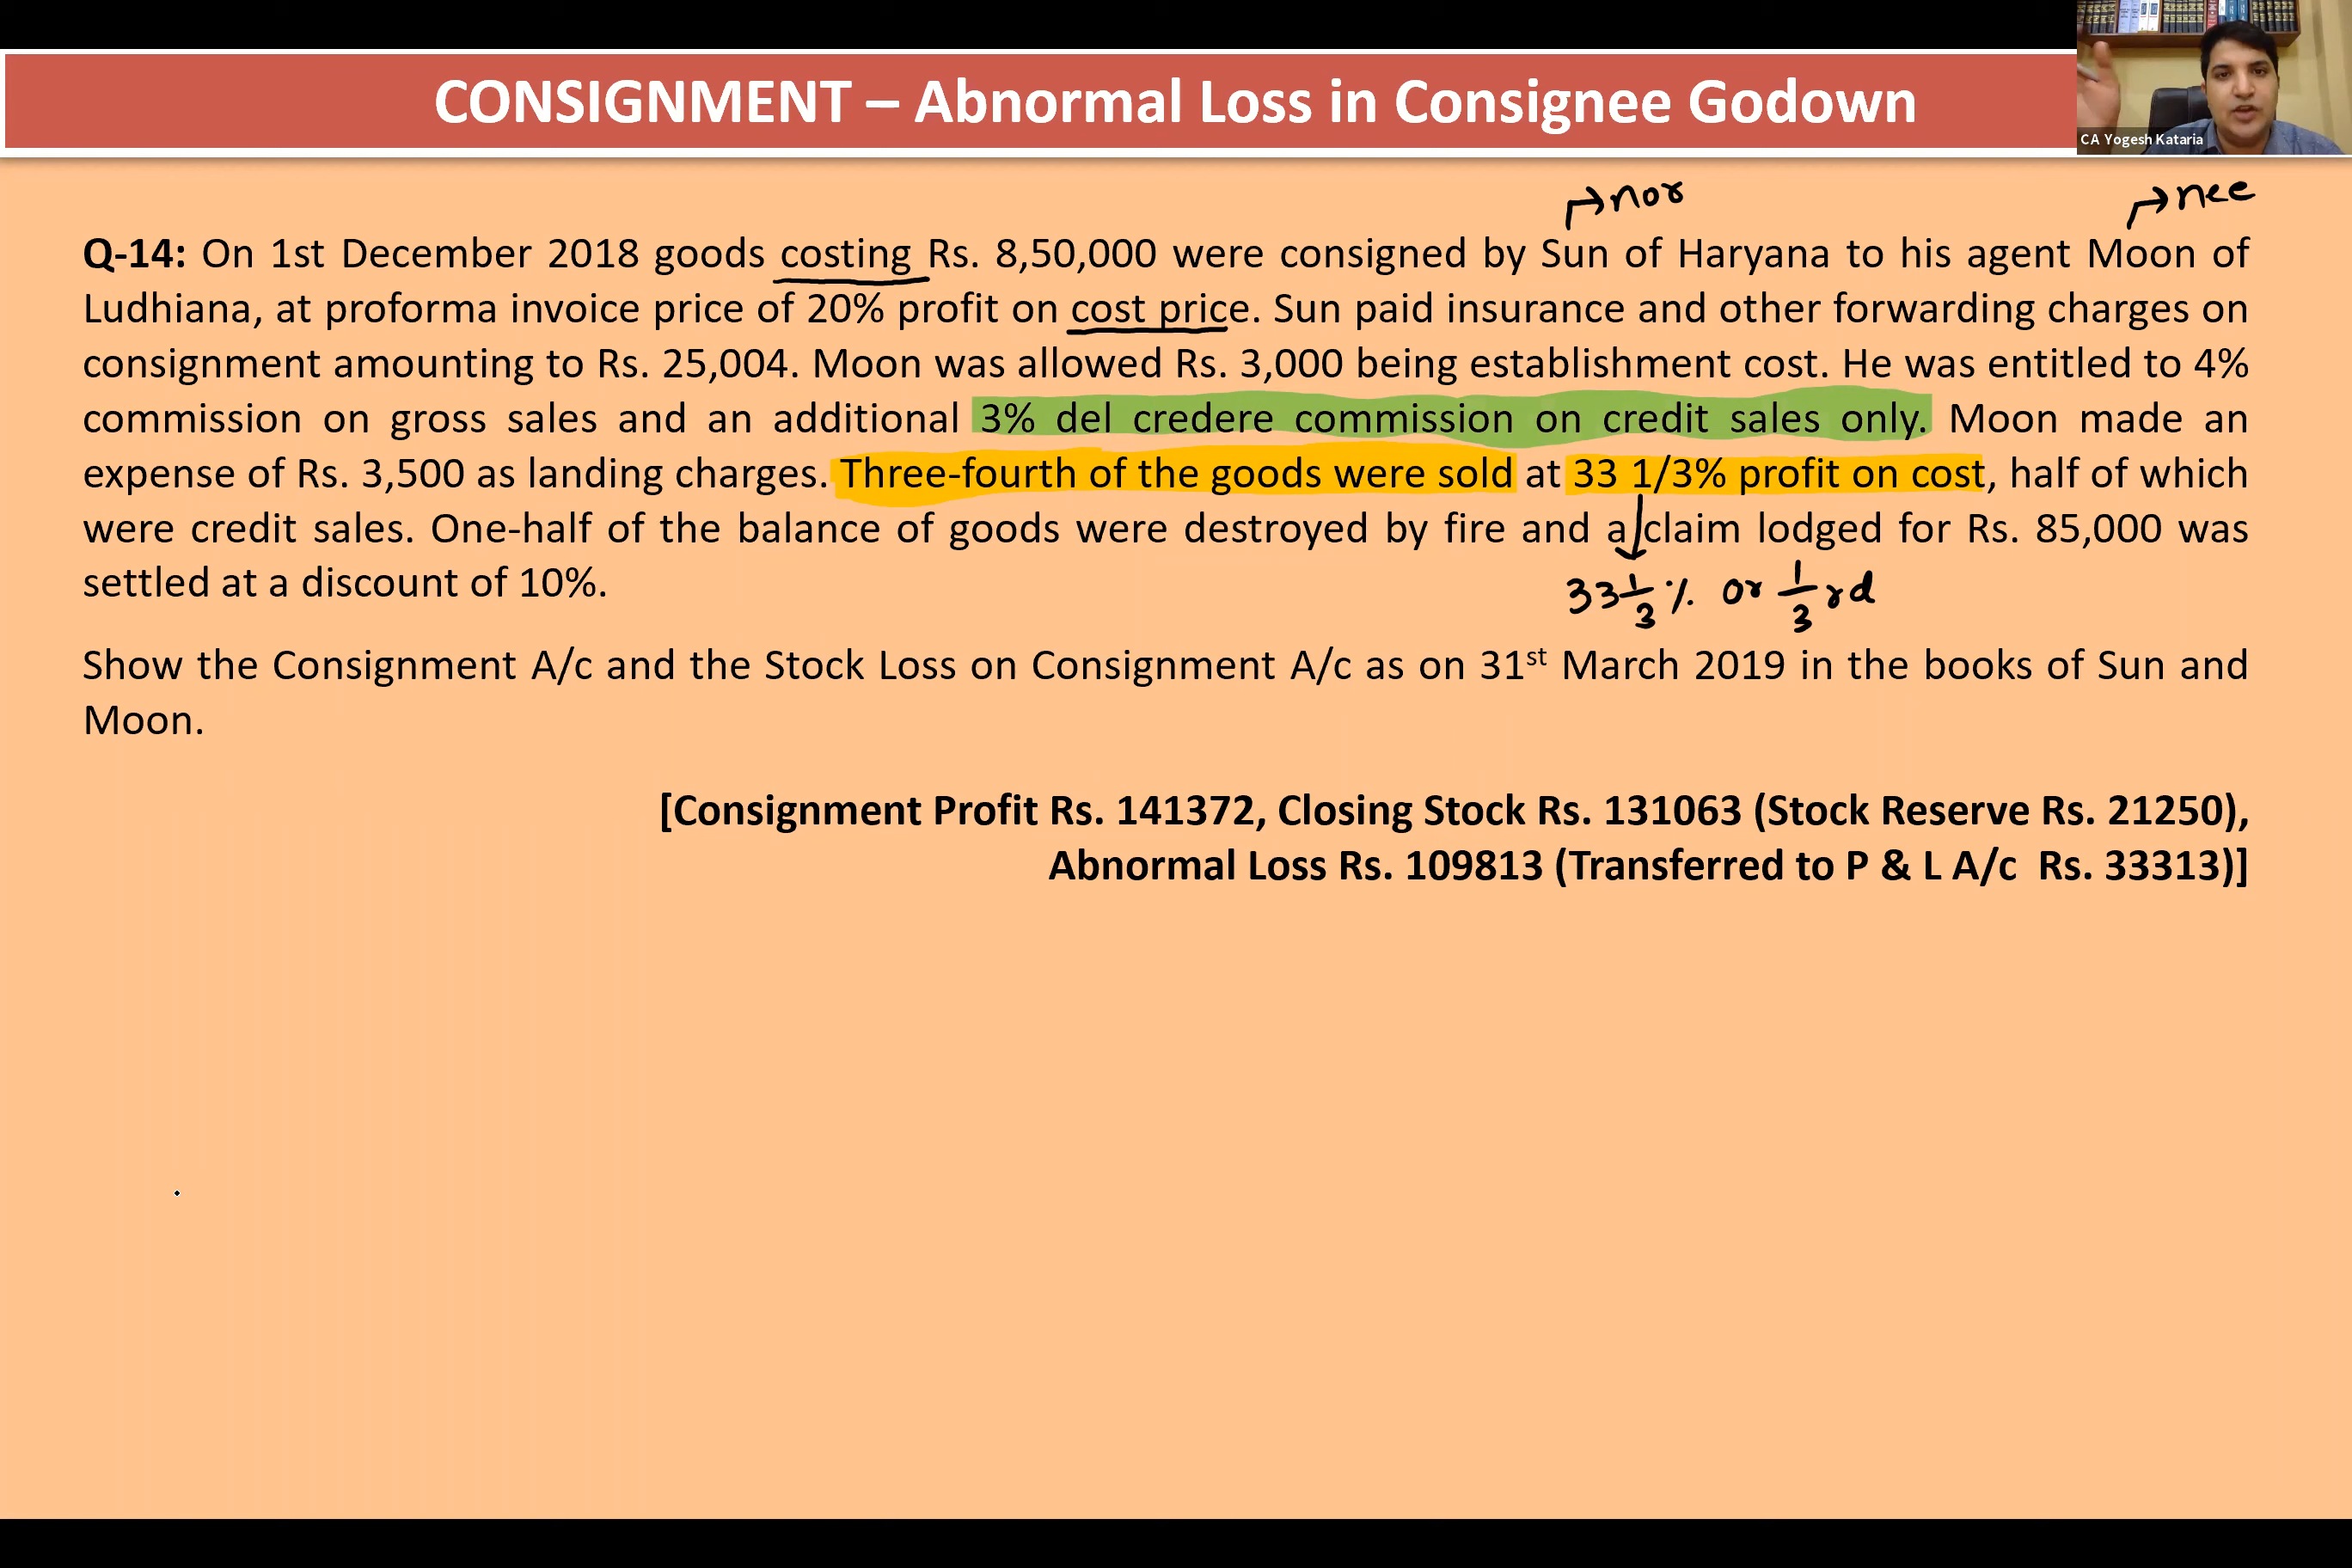 CONSIGNMENT – Abnormal Loss in Consignee Godown
CA Yogesh Kataria
nor
nee
Q-14: On 1st December 2018 goods costing Rs. 8,50,000 were consigned by Sun of Haryana to his agent Moon of
Ludhiana, at proforma invoice price of 20% profit on cost price. Sun paid insurance and other forwarding charges on
consignment amounting to Rs. 25,004. Moon was allowed Rs. 3,000 being establishment cost. He was entitled to 4%
commission on gross sales and an additional 3% del credere commission on credit sales only. Moon made an
expense of Rs. 3,500 as landing charges. Three-fourth of the goods were sold at 33 1/3% profit on cost, half of which
were credit sales. One-half of the balance of goods were destroyed by fire and a claim lodged for Rs. 85,000 was
settled at a discount of 10%.
33 1/3 % or 1/3 rd
Show the Consignment A/c and the Stock Loss on Consignment A/c as on 31st March 2019 in the books of Sun and
Moon.
[Consignment Profit Rs. 141372, Closing Stock Rs. 131063 (Stock Reserve Rs. 21250),
Abnormal Loss Rs. 109813 (Transferred to P & L A/c Rs. 33313)]